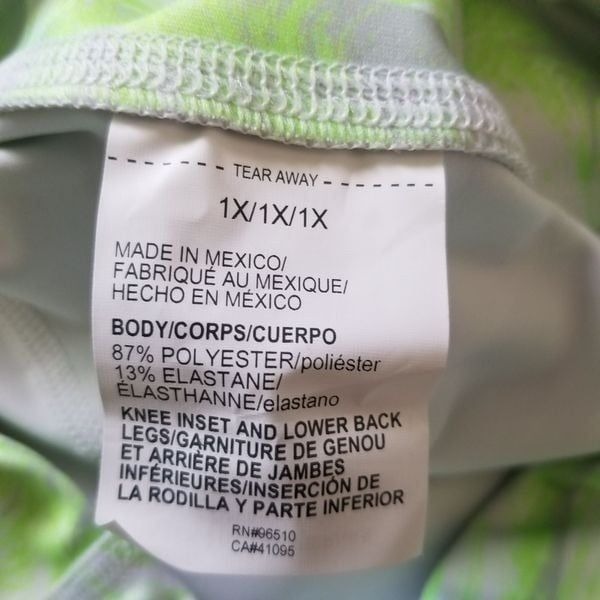 TEAR AWAY
1X/1X/1X
MADE IN MEXICO/
FABRIQUÉ AU MEXIQUE/
HECHO EN MÉXICO
BODY/CORPS/CUERPO
87% POLYESTER/poliéster
13% ELASTANE/
ÉLASTHANNE/elastano
KNEE INSET AND LOWER BACK
LEGS/GARNITURE DE GENOU
ET ARRIÈRE DE JAMBES
INFÉRIEURES/INSERCIÓN DE
LA RODILLA Y PARTE INFERIOR
RN#96510
CA#41095